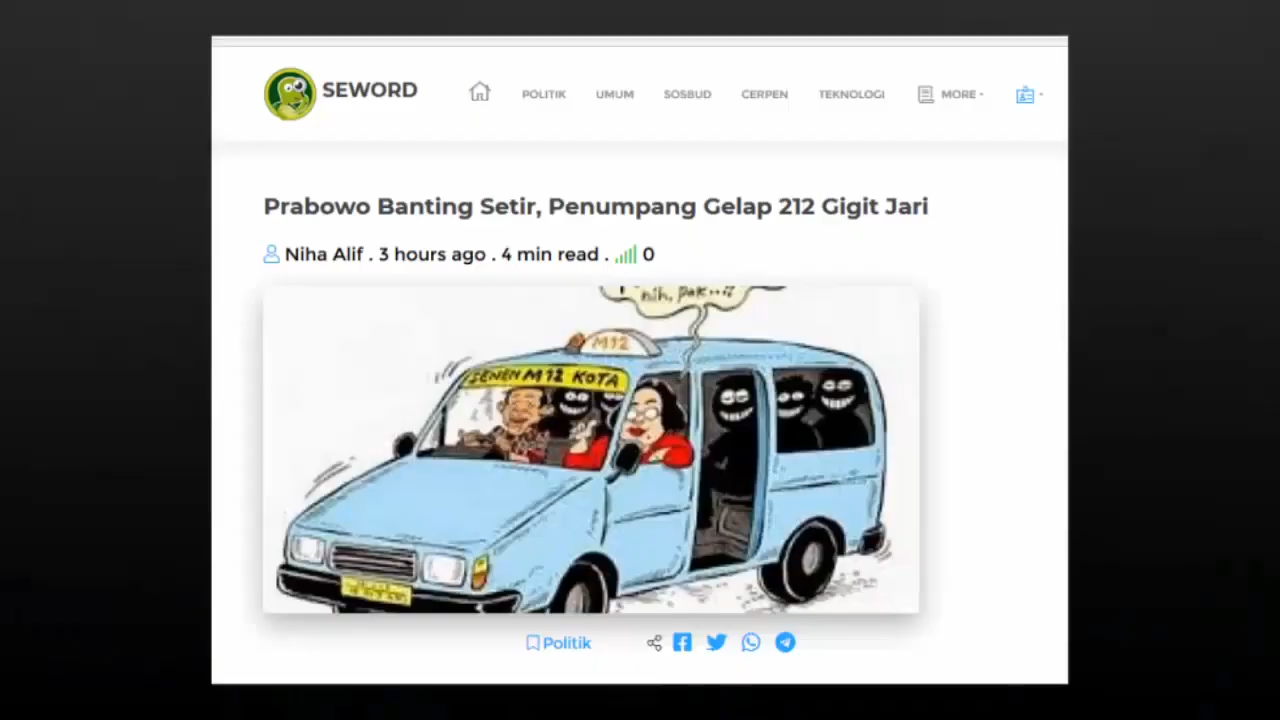 SEWORD
POLITIK
UMUM
SOSBUD
CERPEN
TEKNOLOGI
MORE
Prabowo Banting Setir, Penumpang Gelap 212 Gigit Jari
Niha Alif . 3 hours ago . 4 min read . 0
nih, pak..!!
M12
SENEN M12 KOTA
Politik